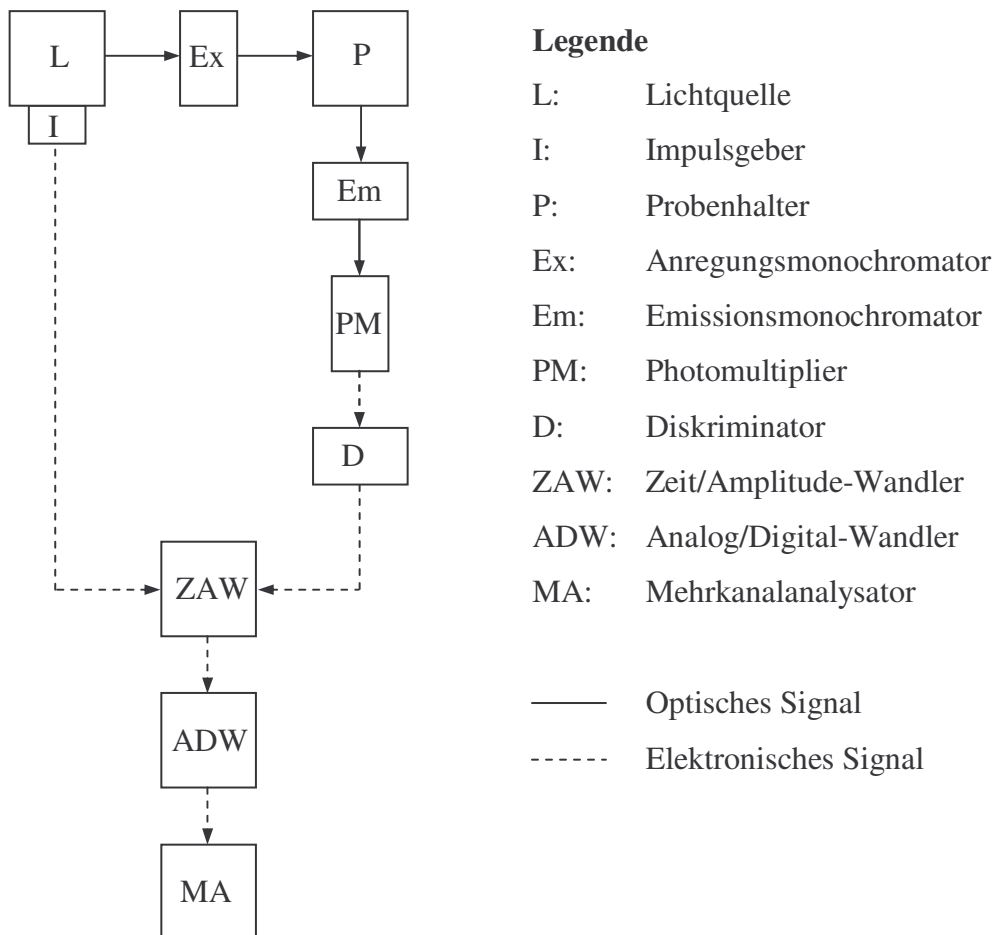 L
Ex
P
I
Em
PM
D
ZAW
ADW
MA
Legende
L: Lichtquelle
I: Impulsgeber
P: Probenhalter
Ex: Anregungsmonochromator
Em: Emissionsmonochromator
PM: Photomultiplier
D: Diskriminator
ZAW: Zeit/Amplitude-Wandler
ADW: Analog/Digital-Wandler
MA: Mehrkanalanalysator
Optisches Signal
Elektronisches Signal